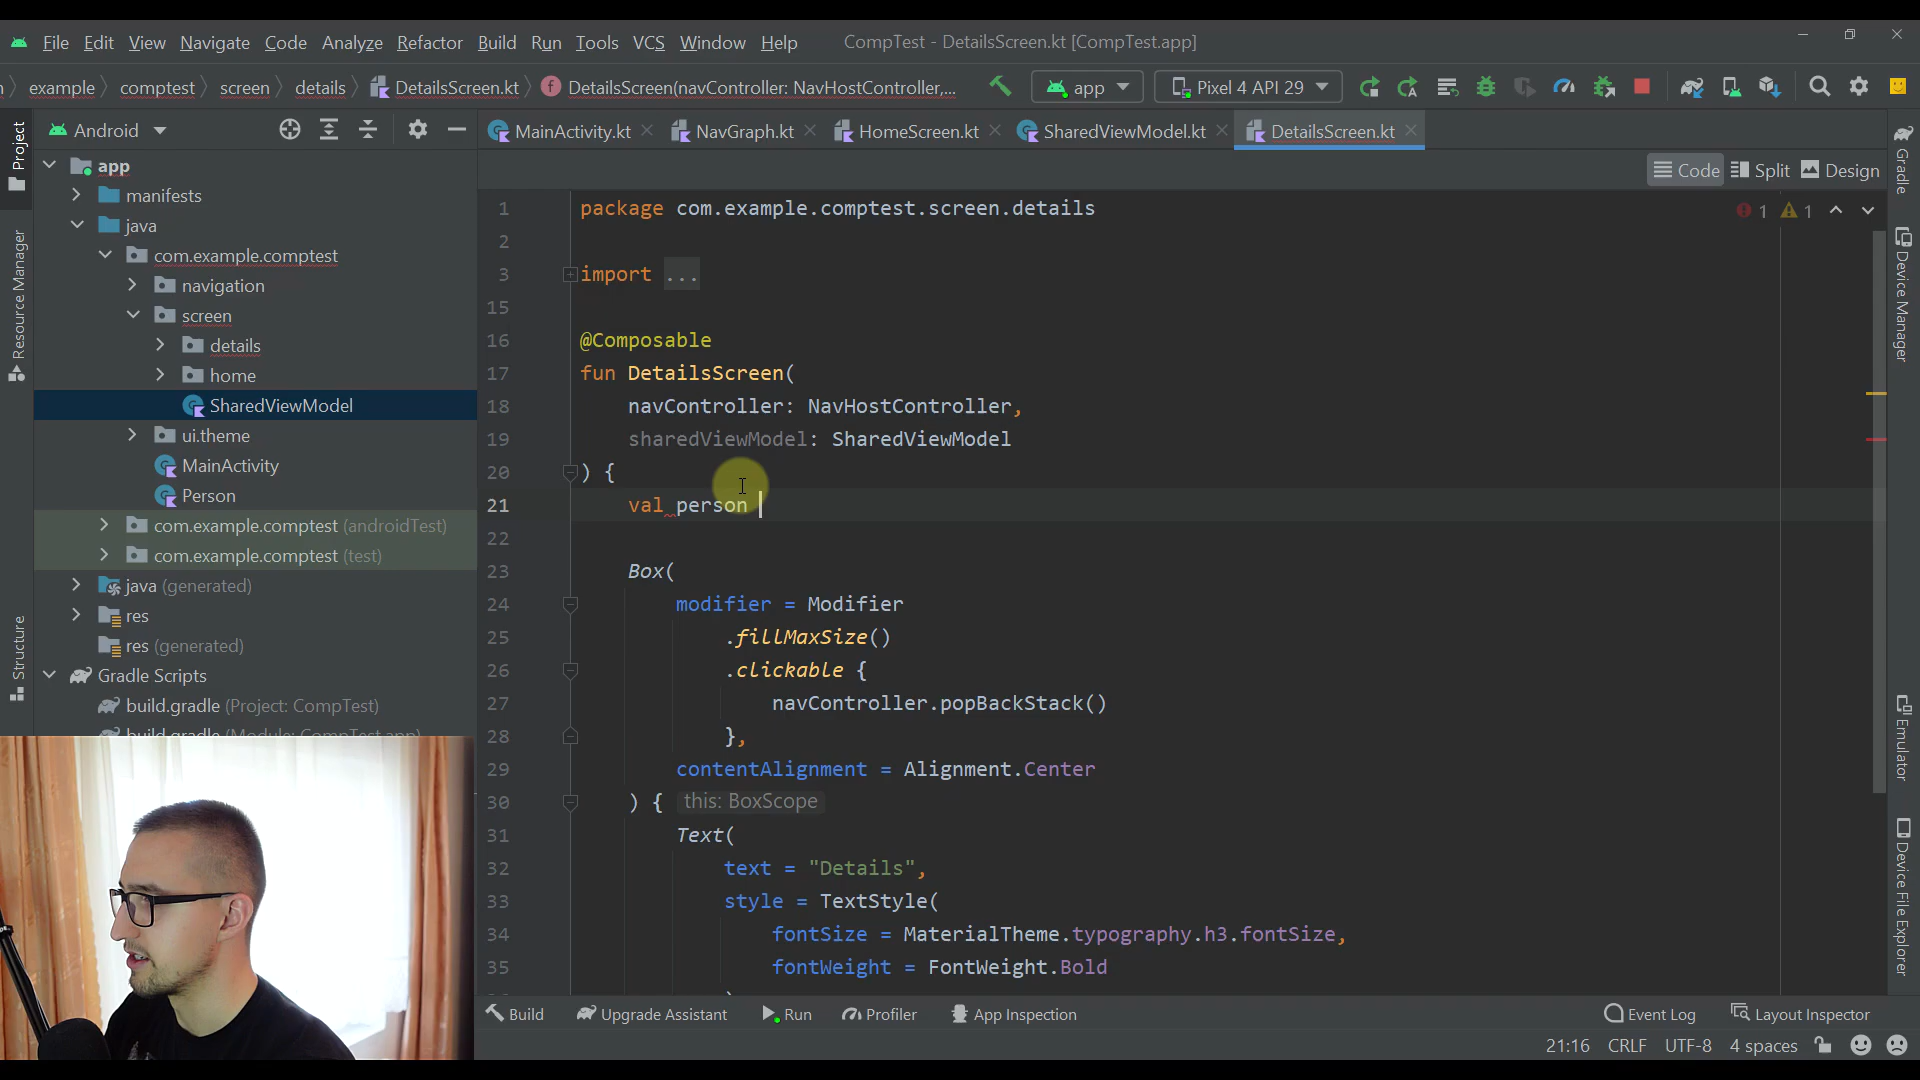 File Edit View Navigate Code Analyze Refactor Build Run Tools VCS Window Help CompTest - DetailsScreen.kt [CompTest.app]
example comptest screen details DetailsScreen.kt DetailsScreen(navController: NavHostController,... app Pixel 4 API 29
Android
MainActivity.kt NavGraph.kt HomeScreen.kt SharedViewModel.kt DetailsScreen.kt
Code Split Design
Project
Resource Manager
Structure
app
manifests
java
com.example.comptest
navigation
screen
details
home
SharedViewModel
ui.theme
MainActivity
Person
com.example.comptest (androidTest)
com.example.comptest (test)
java (generated)
res
res (generated)
Gradle Scripts
build.gradle (Project: CompTest)
build.gradle (Module: CompTest.app)
1 package com.example.comptest.screen.details
1 1
2
3 import ...
15
16 @Composable
17 fun DetailsScreen(
18 navController: NavHostController,
19 sharedViewModel: SharedViewModel
20 ) {
21 val person
22
23 Box(
24 modifier = Modifier
25 .fillMaxSize()
26 .clickable {
27 navController.popBackStack()
28 },
29 contentAlignment = Alignment.Center
30 ) { this: BoxScope
31 Text(
32 text = "Details",
33 style = TextStyle(
34 fontSize = MaterialTheme.typography.h3.fontSize,
35 fontWeight = FontWeight.Bold
Gradle
Device Manager
Emulator
Device File Explorer
Build Upgrade Assistant Run Profiler App Inspection Event Log Layout Inspector
21:16 CRLF UTF-8 4 spaces